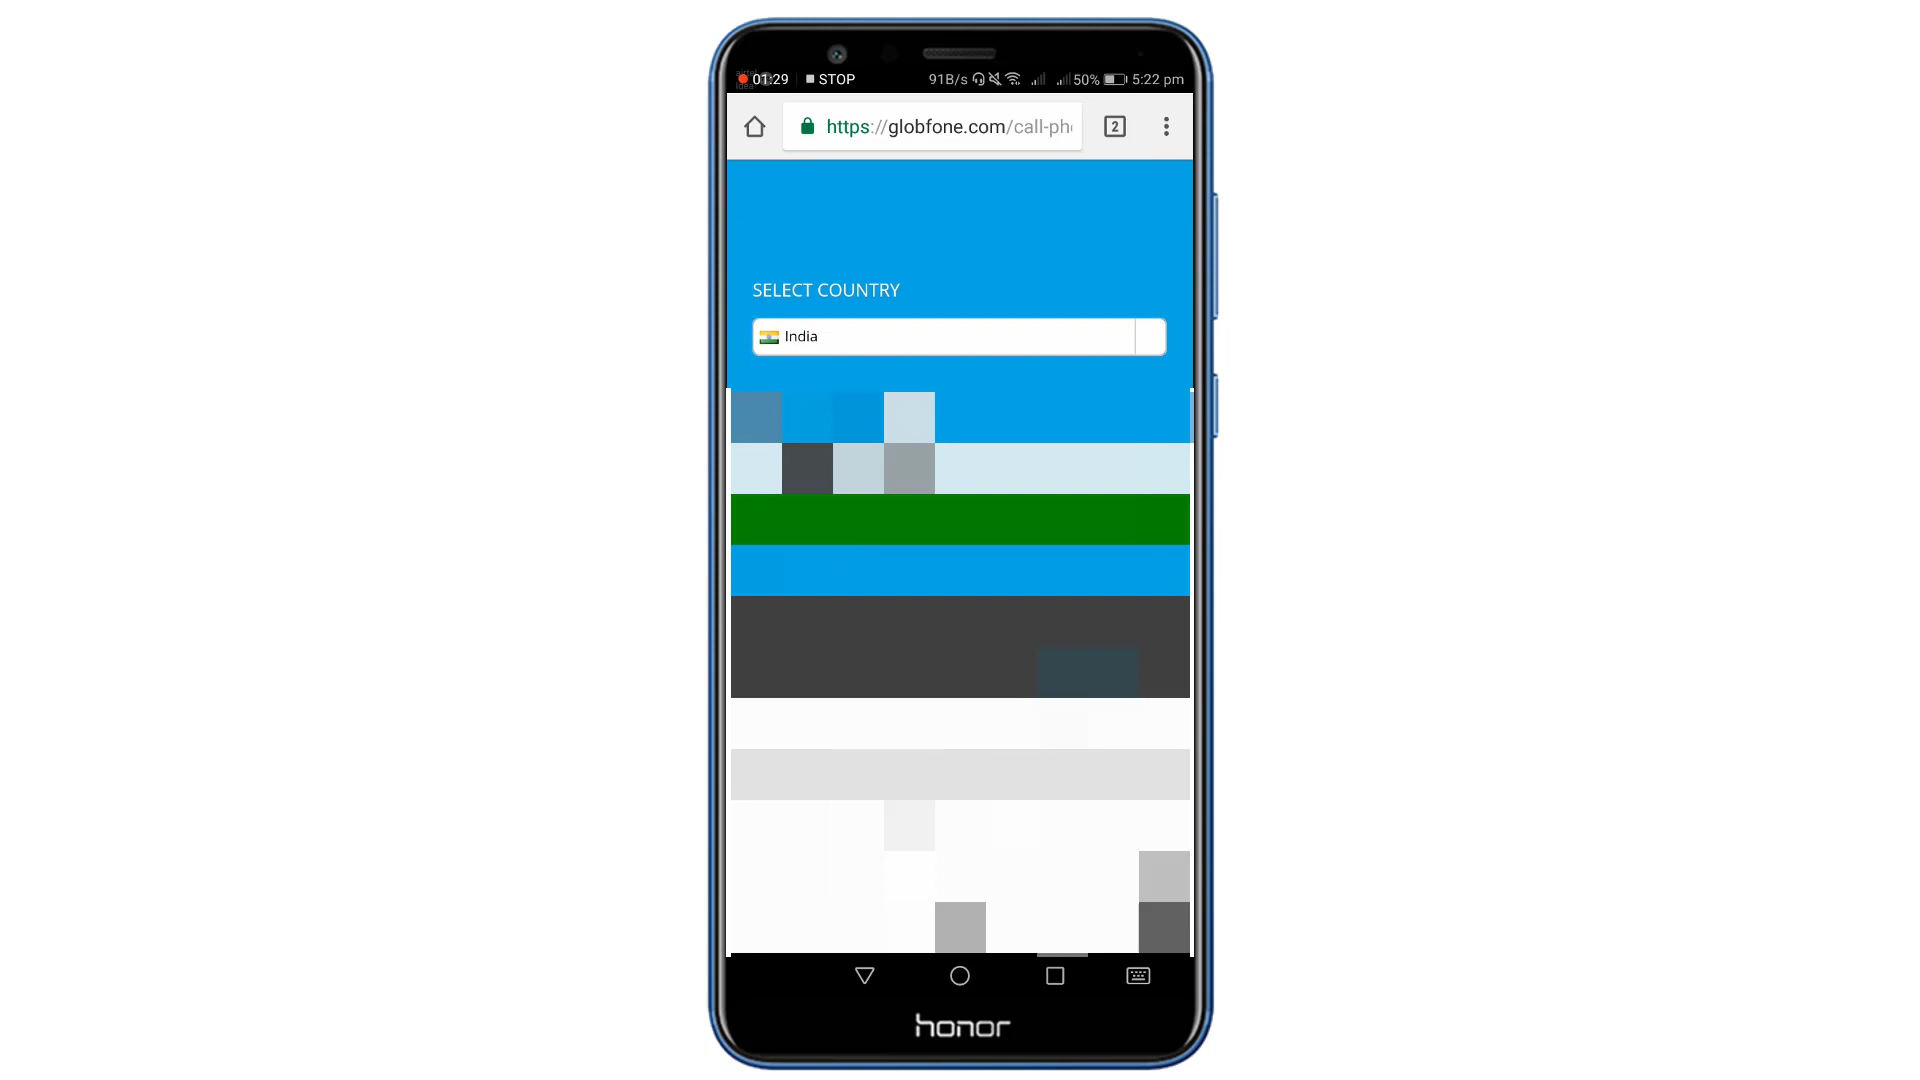 01:29 STOP 91B/s 50% 5:22 pm
https://globfone.com/call-ph
2
SELECT COUNTRY
India
honor